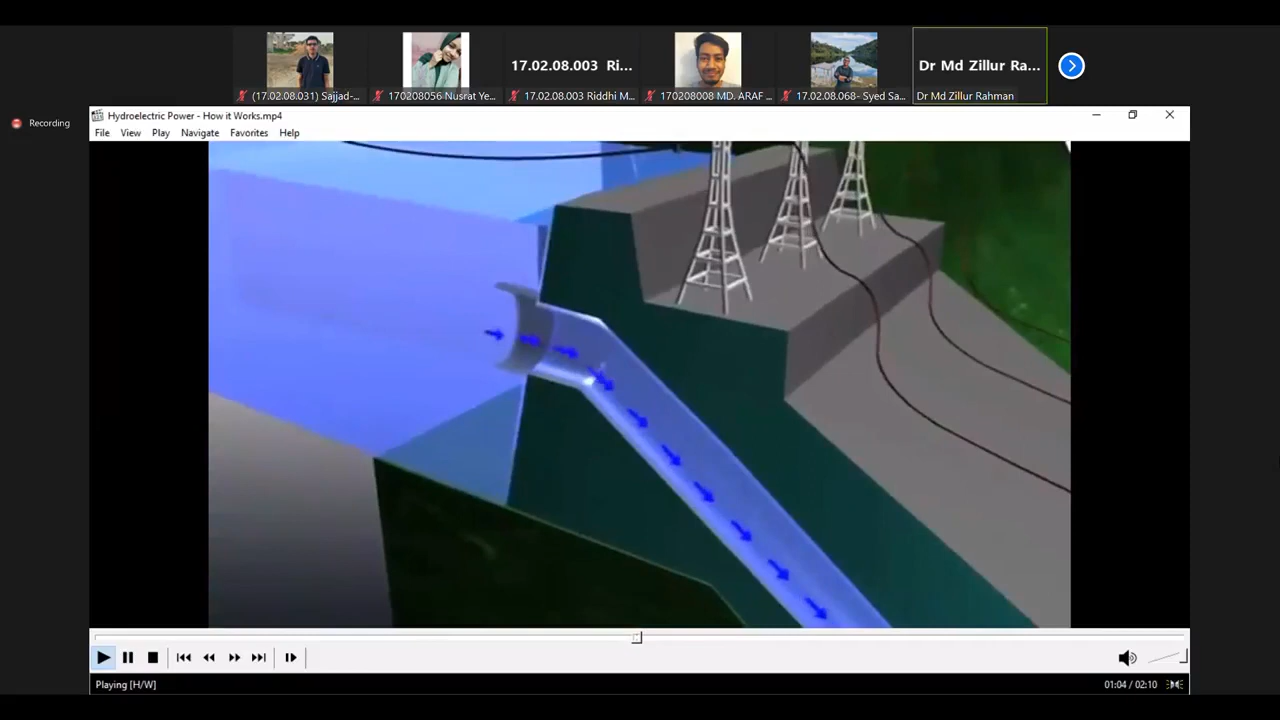 17.02.08.003 Ri...
Dr Md Zillur Ra...
(17.02.08.031) Sajjad-...
170208056 Nusrat Ye...
17.02.08.003 Riddhi M...
170208008 MD. ARAF ...
17.02.08.068- Syed Sa...
Dr Md Zillur Rahman
Recording
Hydroelectric Power - How it Works.mp4
File View Play Navigate Favorites Help
Playing [H/W]
01:04 / 02:10